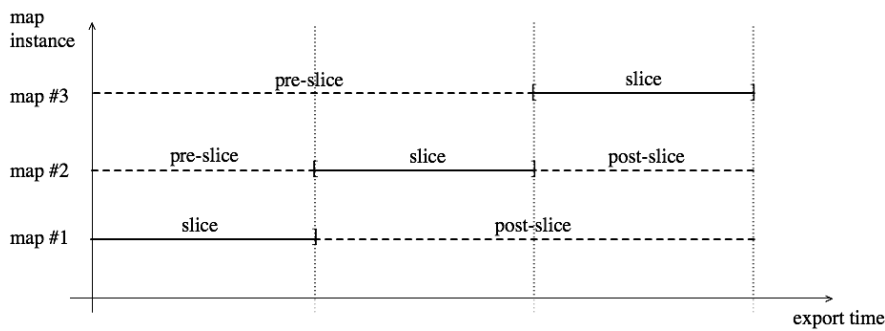 map
instance
pre-slice
slice
map #3
pre-slice
slice
post-slice
map #2
slice
post-slice
map #1
export time